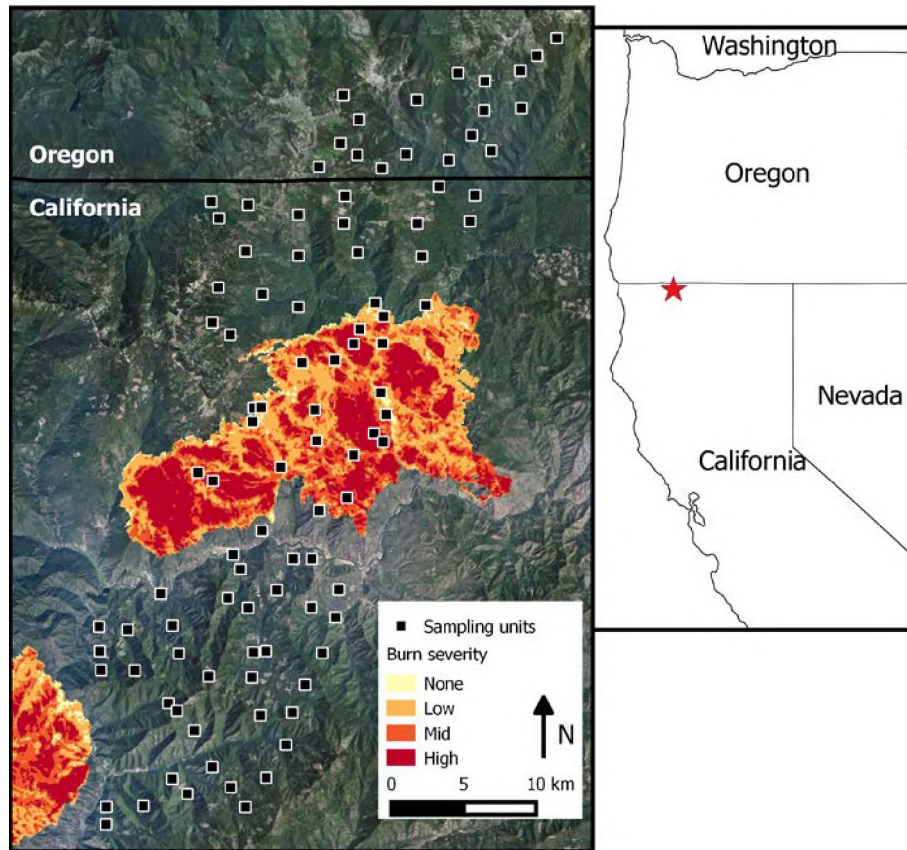 Oregon
California
Sampling units
Burn severity
None
Low
Mid
High
N
0 5 10 km
Washington
Oregon
Nevada
California